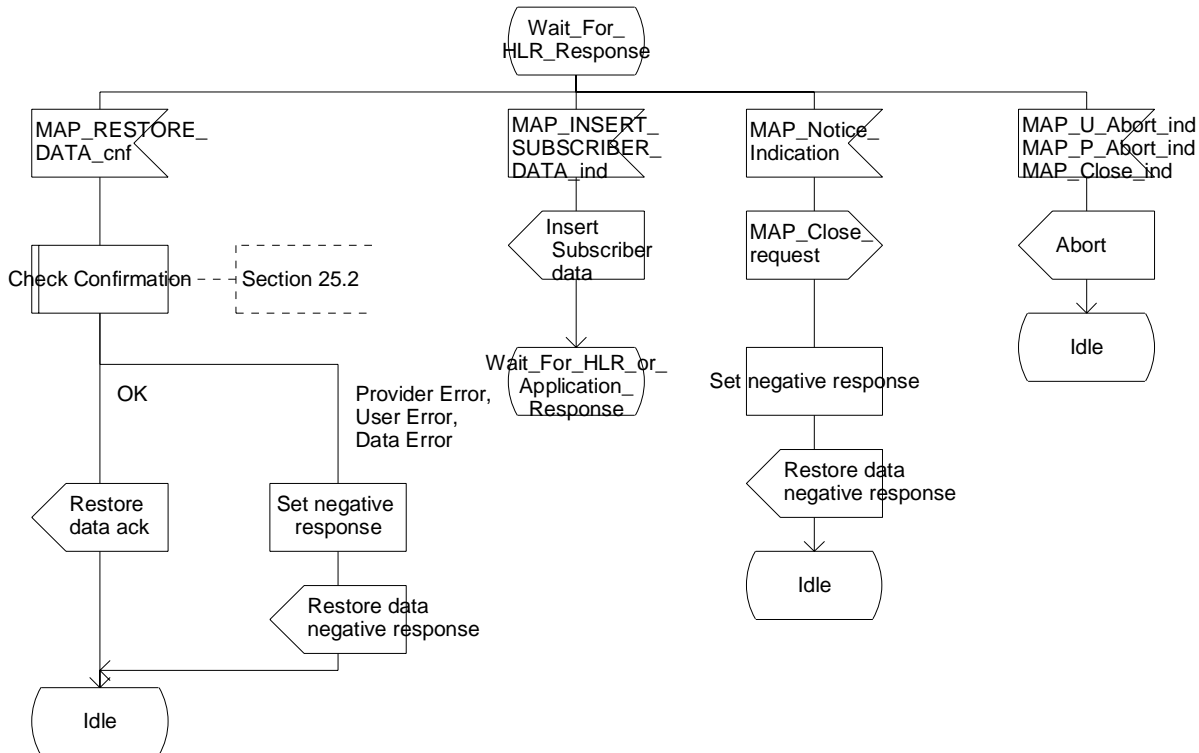 Wait_For_
HLR_Response
MAP_RESTORE_
DATA_cnf
MAP_INSERT_
SUBSCRIBER_
DATA_ind
MAP_Notice_
Indication
MAP_U_Abort_ind
MAP_P_Abort_ind
MAP_Close_ind
Check Confirmation
Section 25.2
Insert
Subscriber
data
MAP_Close_
request
Abort
OK
Provider Error,
User Error,
Data Error
Wait_For_HLR_or_
Application_
Response
Set negative response
Idle
Restore
data ack
Set negative
response
Restore data
negative response
Restore data
negative response
Idle
Idle